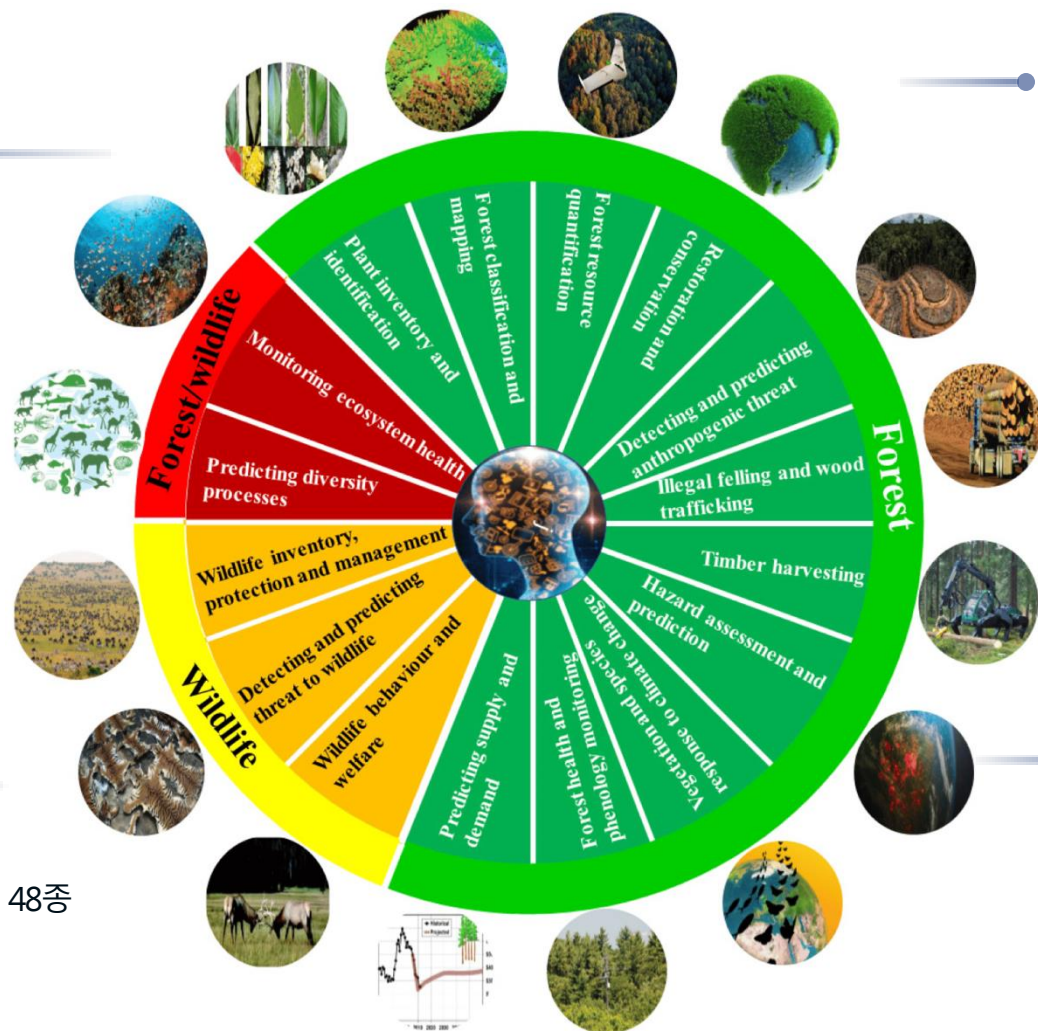 Plant inventory and
identification
Forest classification and
mapping
Forest resource
quantification
Restoration and
conservation
Detecting and predicting
anthropogenic threat
Illegal felling and wood
trafficking
Timber harvesting
Hazard assessment and
prediction
Vegetation and species
response to climate change
Forest health and
phenology monitoring
Predicting supply and
demand
Wildlife behaviour and
welfare
Detecting and predicting
threat to wildlife
Wildlife inventory,
protection and management
Predicting diversity
processes
Monitoring ecosystem health
Forest/wildlife
Forest
Wildlife
48종
Historical
Projected